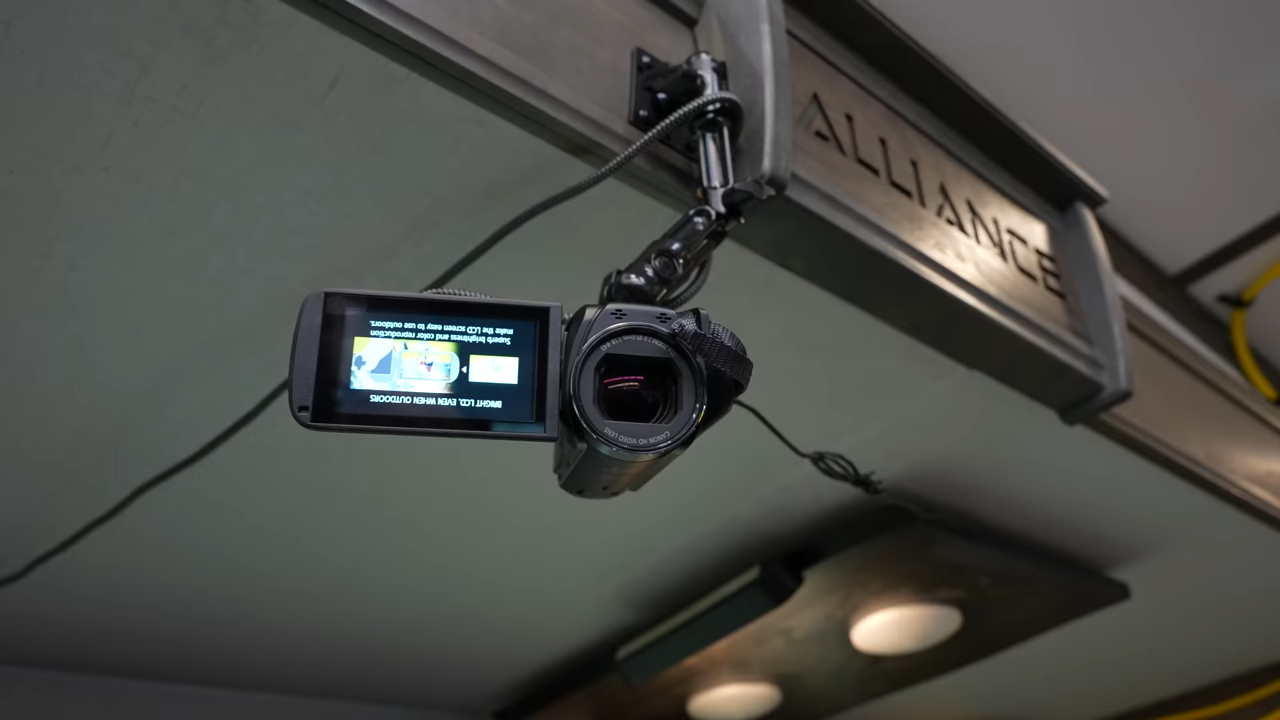 ALLIANCE
BRIGHT LCD, EVEN WHEN OUTDOORS
Superb brightness and color reproduction
make the LCD screen easy to use outdoors.
CANON HD VIDEO LENS